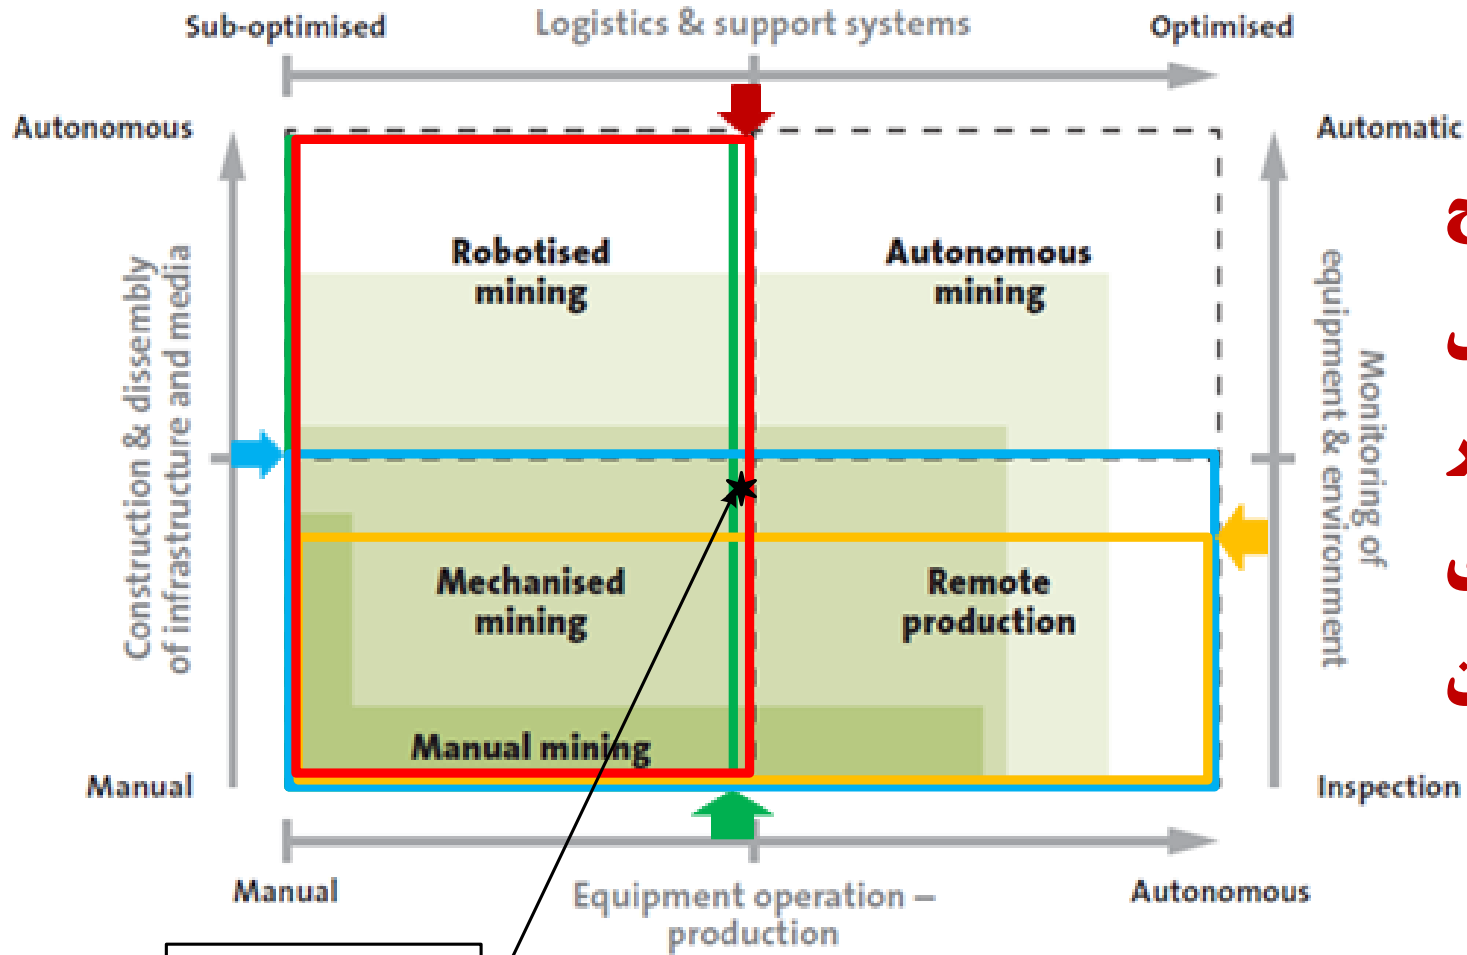 Sub-optimised
Logistics & support systems
Optimised
Autonomous
Automatic
Construction & dissembly
of infrastructure and media
Robotised
mining
Autonomous
mining
Monitoring of
equipment & environment
Mechanised
mining
Remote
production
Manual mining
Manual
Inspection
Manual
Equipment operation –
production
Autonomous